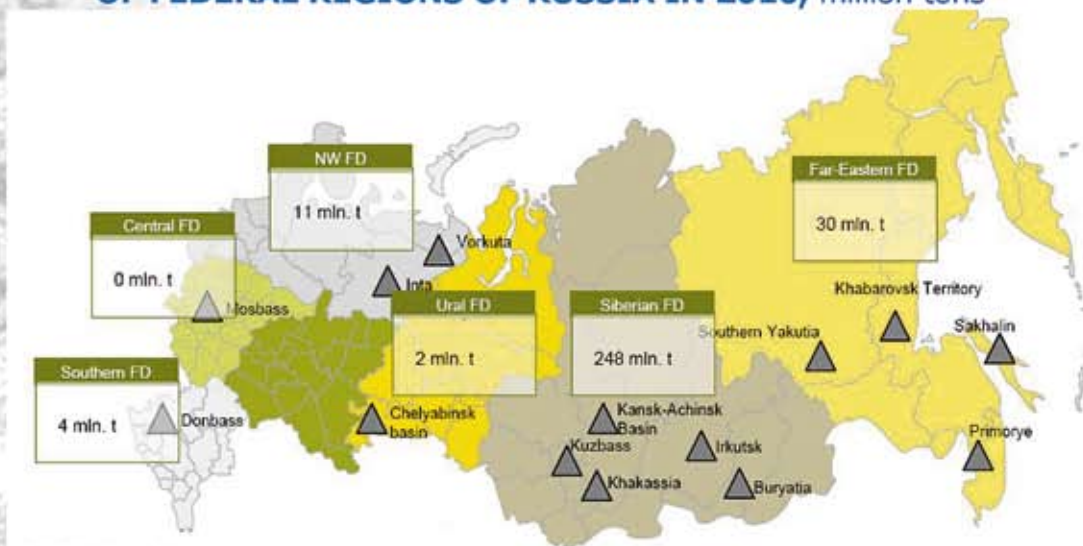 OF FEDERAL REGIONS OF RUSSIA IN 2010, million tons
NW FD
11 mln. t
Far-Eastern FD
30 mln. t
Central FD
0 mln. t
Vorkuta
Inta
Mosbass
Khabarovsk Territory
Ural FD
2 mln. t
Siberian FD
248 mln. t
Southern Yakutia
Sakhalin
Southern FD
4 mln. t
Donbass
Chelyabinsk
basin
Kansk-Achinsk
Basin
Kuzbass
Irkutsk
Khakassia
Buryatia
Primorye